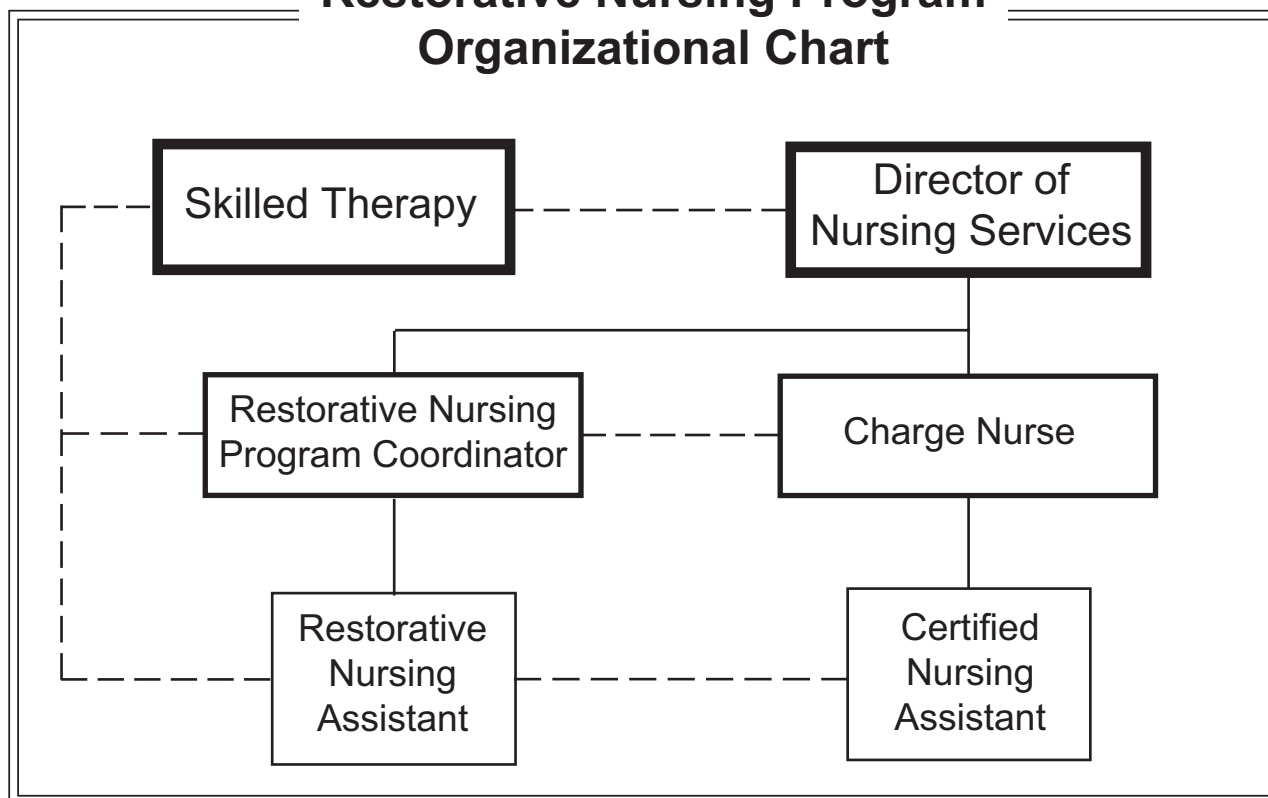 Restorative Nursing Program
Organizational Chart
Skilled Therapy
Director of
Nursing Services
Restorative Nursing
Program Coordinator
Charge Nurse
Restorative
Nursing
Assistant
Certified
Nursing
Assistant